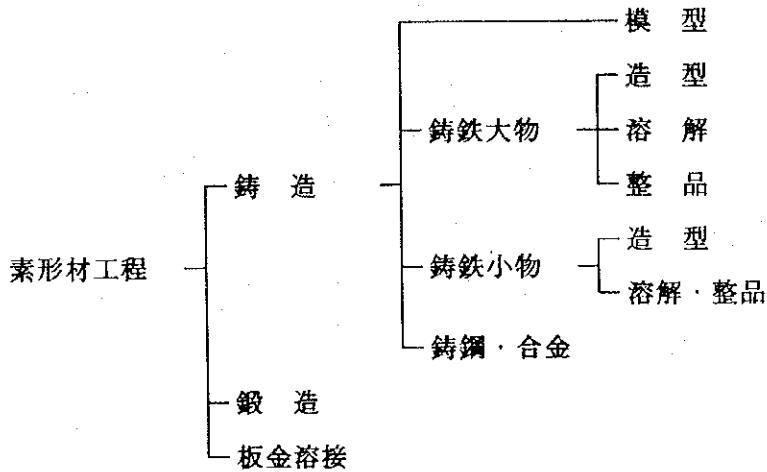 模型
造型
鋳鉄大物
溶解
鋳造
整品
造型
素形材工程
鋳鉄小物
溶解・整品
鋳鋼・合金
鍛造
板金溶接